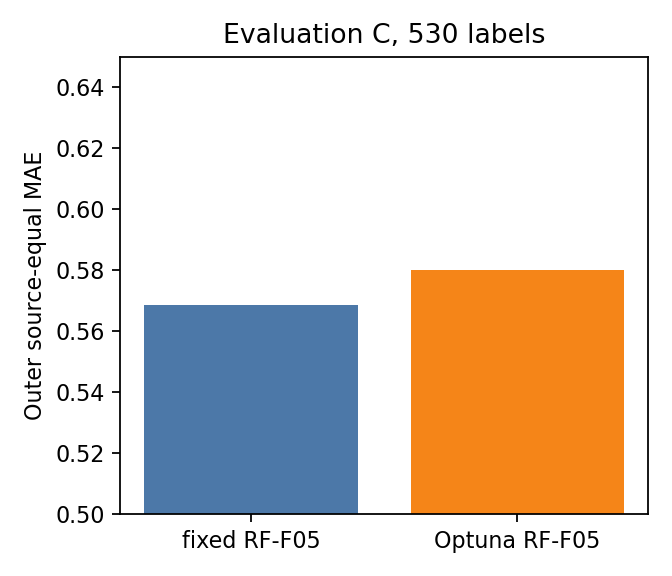 Evaluation C, 530 labels
Outer source-equal MAE
0.64
0.62
0.60
0.58
0.56
0.54
0.52
0.50
fixed RF-F05
Optuna RF-F05